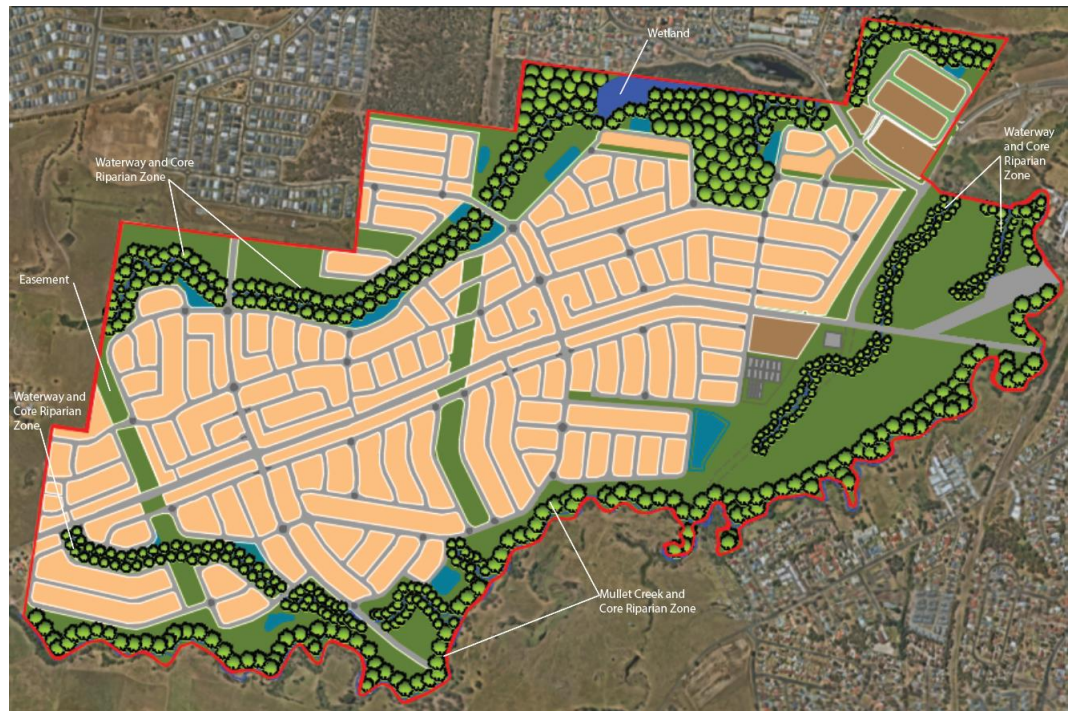 Wetland
Waterway
and Core
Riparian
Zone
Waterway and Core
Riparian Zone
Easement
Waterway and
Core Riparian
Zone
Mullet Creek and
Core Riparian Zone